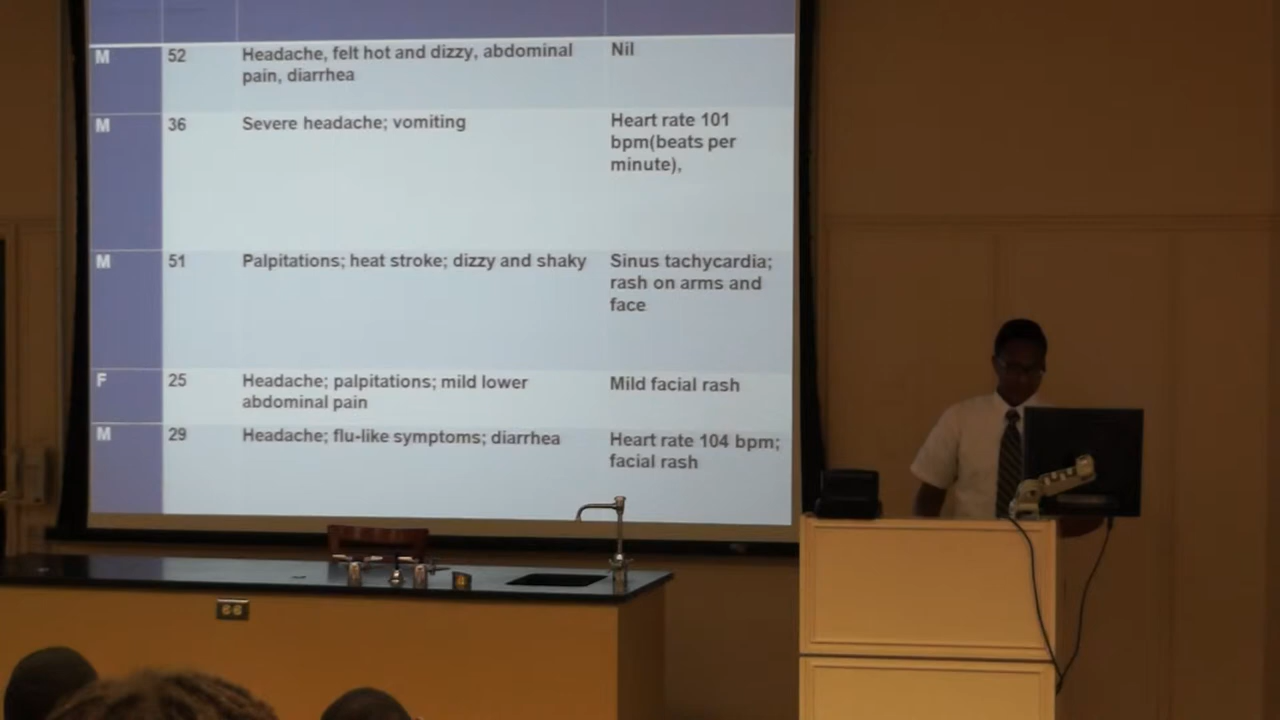 M 52 Headache, felt hot and dizzy, abdominal Nil
pain, diarrhea
M 36 Severe headache; vomiting Heart rate 101
bpm(beats per
minute),
M 51 Palpitations; heat stroke; dizzy and shaky Sinus tachycardia;
rash on arms and
face
F 25 Headache; palpitations; mild lower Mild facial rash
abdominal pain
M 29 Headache; flu-like symptoms; diarrhea Heart rate 104 bpm;
facial rash